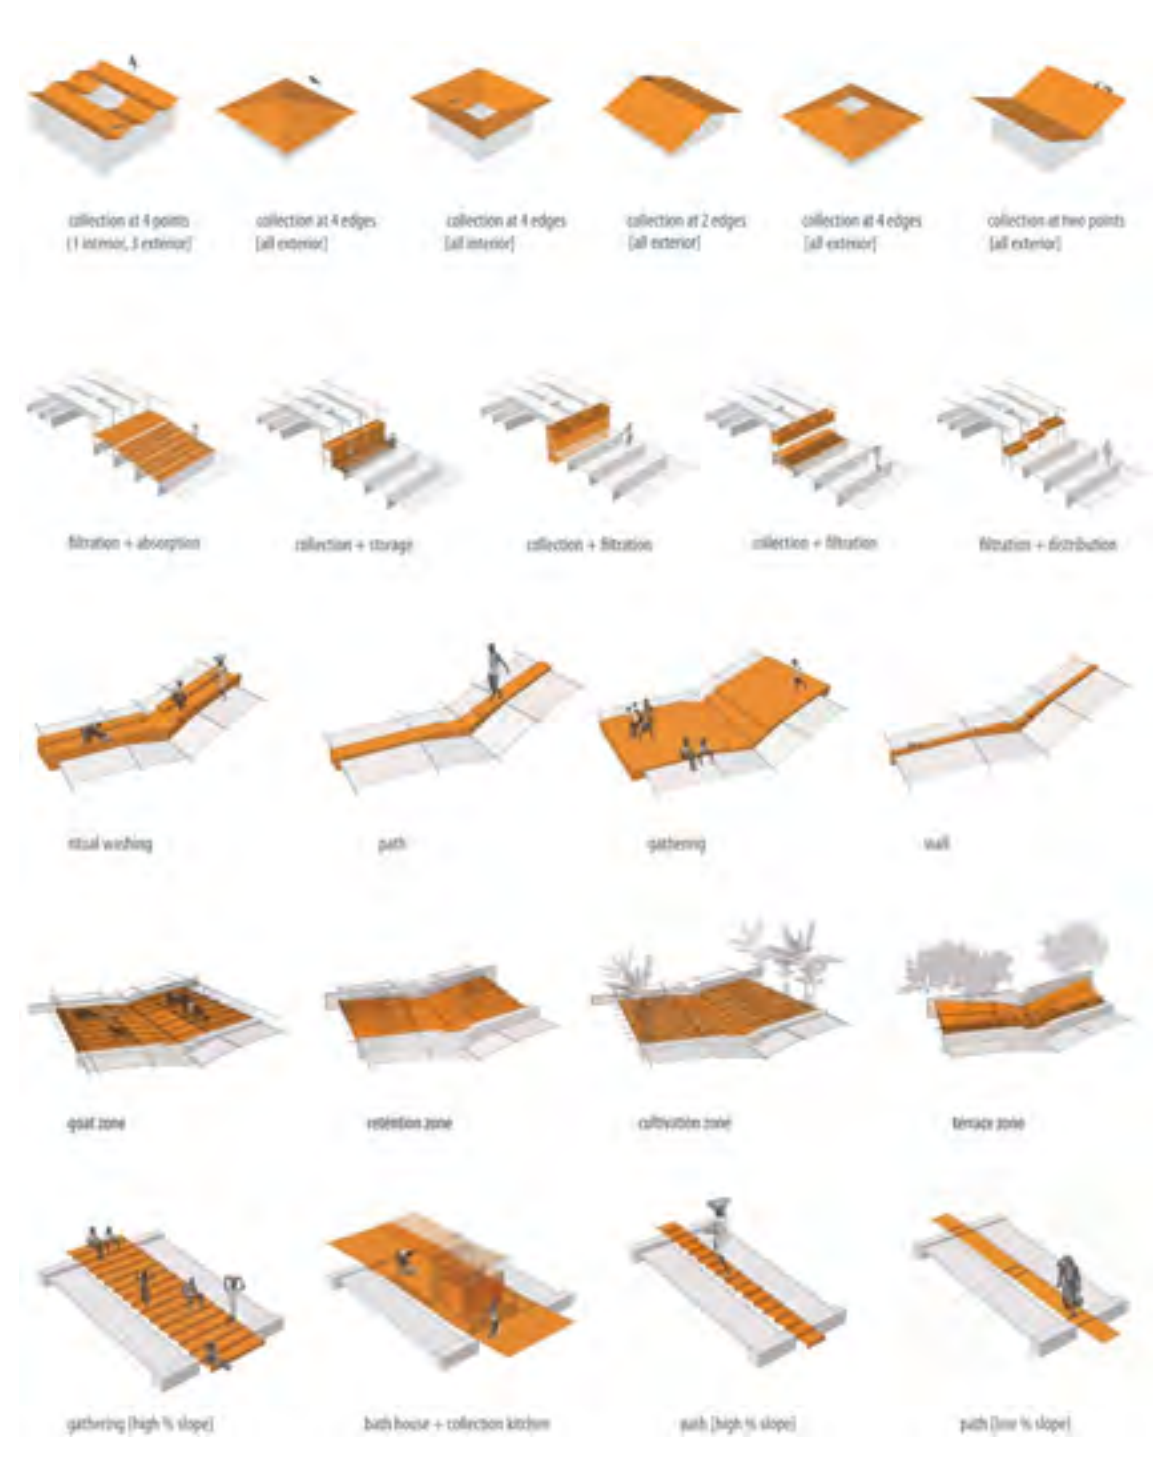 collection at 4 points
[1 interior, 3 exterior]
collection at 4 edges
[all exterior]
collection at 4 edges
[all interior]
collection at 2 edges
[all exterior]
collection at 4 edges
[all exterior]
collection at two points
[all exterior]
filtration + absorption
collection + storage
collection + filtration
collection + filtration
filtration + distribution
ritual washing
path
gathering
wall
goat zone
retention zone
cultivation zone
terrace zone
gathering [high % slope]
bath house + collection kitchen
path [high % slope]
path [low % slope]